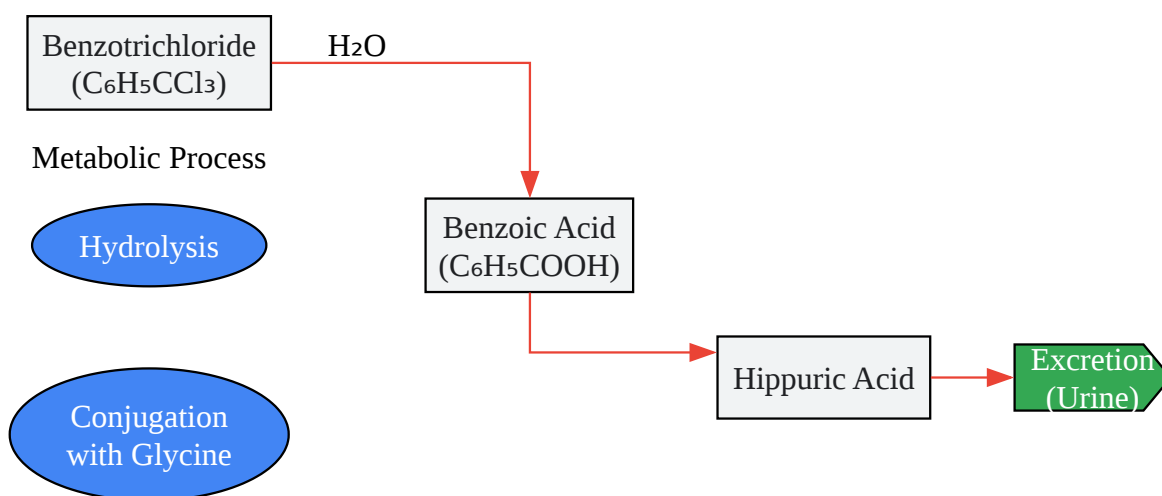 Benzotrichloride
(C₆H₅CCl₃)
H₂O
Metabolic Process
Hydrolysis
Benzoic Acid
(C₆H₅COOH)
Hippuric Acid
Excretion
(Urine)
Conjugation
with Glycine